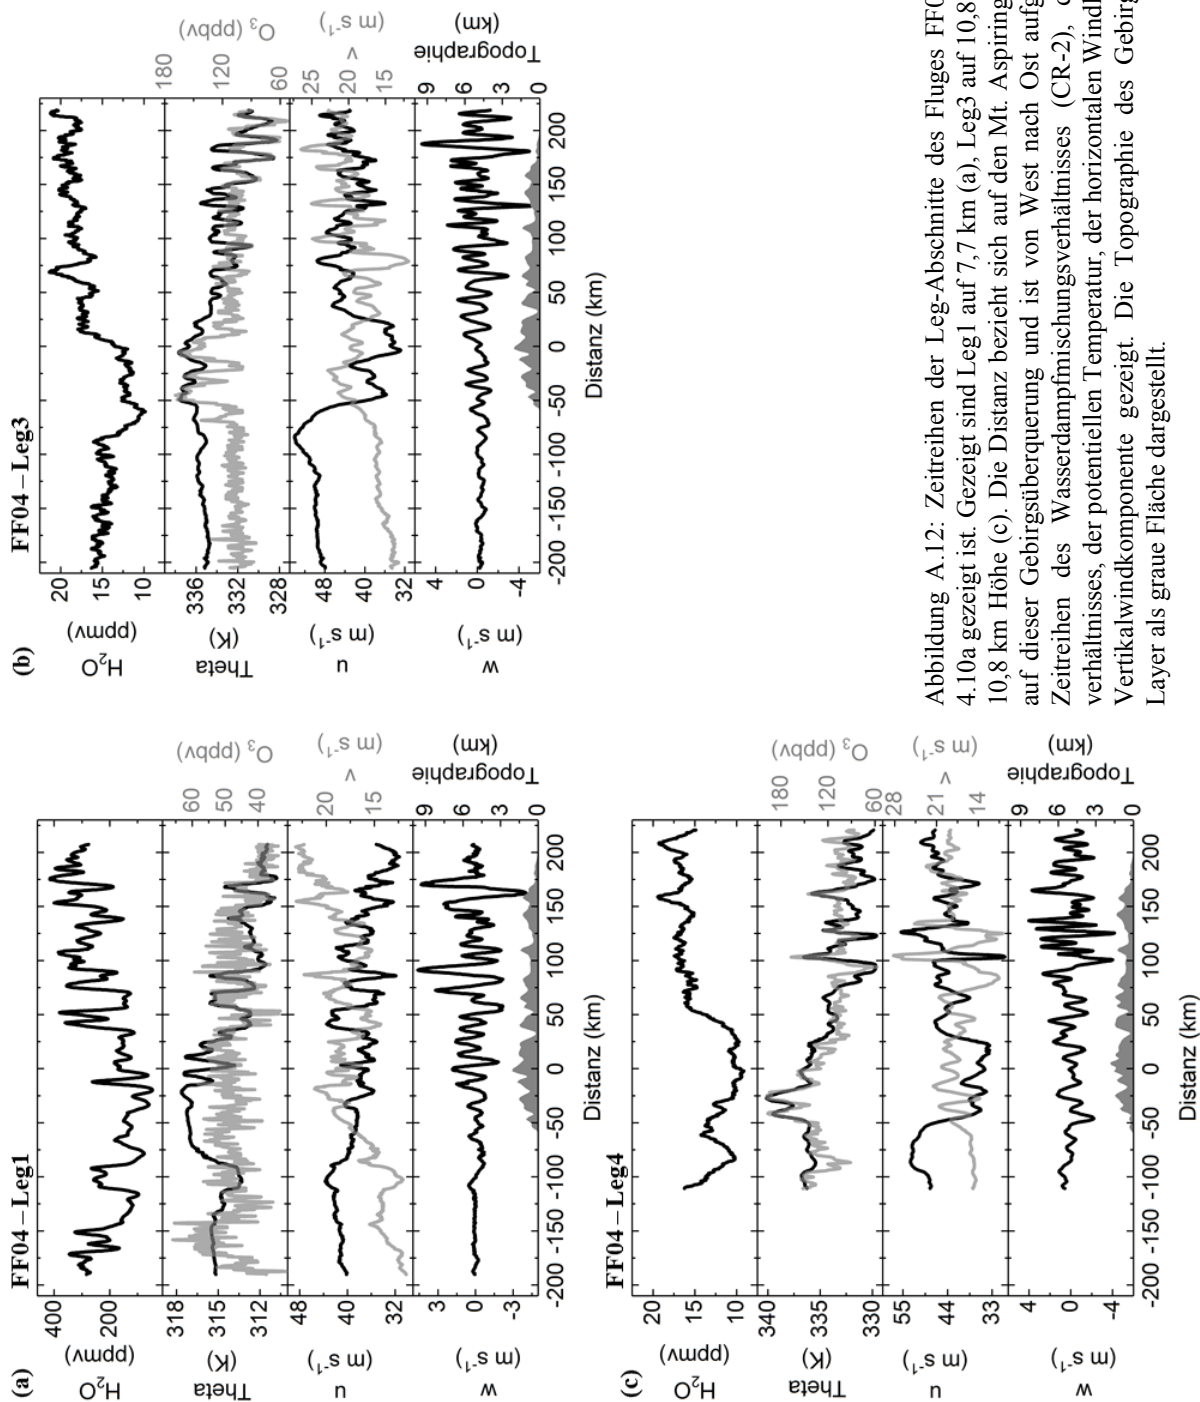 (a)
FF04 – Leg1
H₂O
(ppmv)
400
200
Theta
(K)
318
315
312
60
50
40
O₃ (ppbv)
u
(m s⁻¹)
48
40
32
20
15
v
(m s⁻¹)
w
(m s⁻¹)
3
0
-3
9
6
3
0
Topographie
(km)
-200 -150 -100 -50 0 50 100 150 200
Distanz (km)
(b)
FF04 – Leg3
H₂O
(ppmv)
20
15
10
Theta
(K)
336
332
328
180
120
60
O₃ (ppbv)
u
(m s⁻¹)
48
40
32
25
20
15
v
(m s⁻¹)
w
(m s⁻¹)
4
0
-4
9
6
3
0
Topographie
(km)
-200 -150 -100 -50 0 50 100 150 200
Distanz (km)
(c)
FF04 – Leg4
H₂O
(ppmv)
20
15
10
Theta
(K)
340
335
330
180
120
60
O₃ (ppbv)
u
(m s⁻¹)
55
44
33
28
21
14
v
(m s⁻¹)
w
(m s⁻¹)
4
0
-4
9
6
3
0
Topographie
(km)
-200 -150 -100 -50 0 50 100 150 200
Distanz (km)
Abbildung A.12: Zeitreihen der Leg-Abschnitte des Fluges
4.10a gezeigt ist. Gezeigt sind Leg1 auf 7,7 km (a), Leg3 auf 10,8
10,8 km Höhe (c). Die Distanz bezieht sich auf den Mt.
auf dieser Gebirgsüberquerung und ist von West nach Ost
Zeitreihen des Wasserdampfmischungsverhältnisses (CR-2),
verhältnisses, der potentiellen Temperatur, der horizontalen
Vertikalwindkomponente gezeigt. Die Topographie des
Layer als graue Fläche dargestellt.